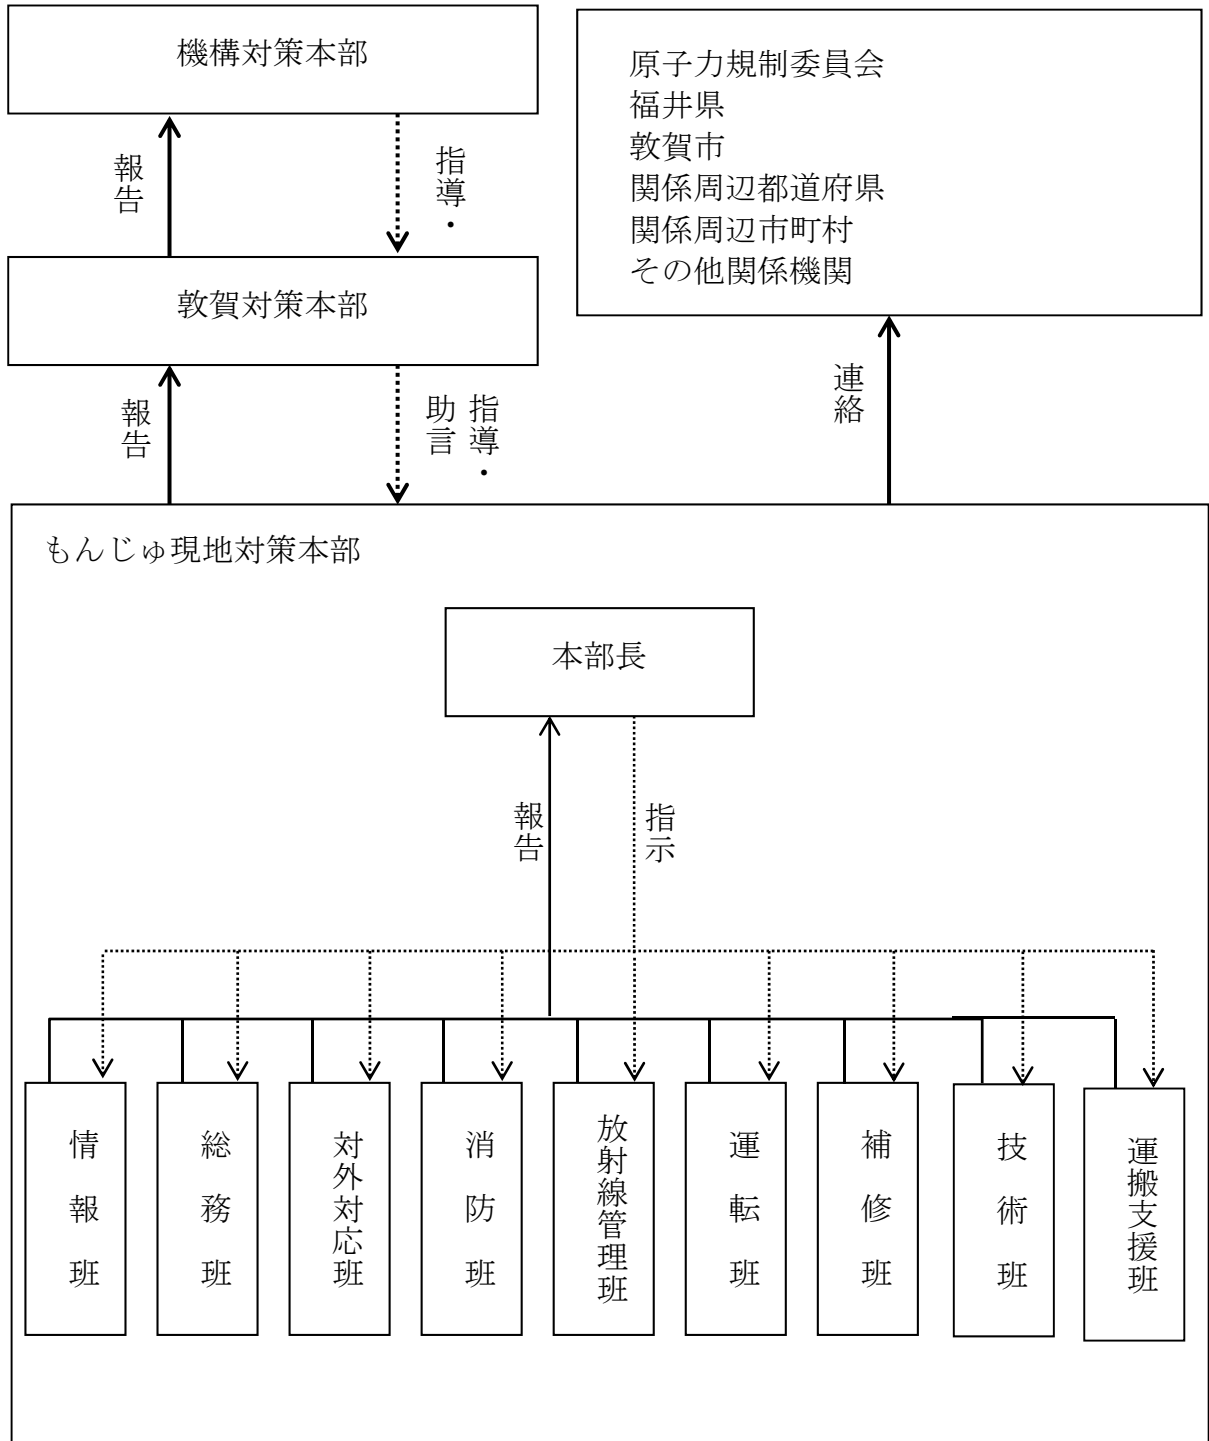 機構対策本部
原子力規制委員会
福井県
敦賀市
関係周辺都道府県
関係周辺市町村
その他関係機関
報告
指導・
敦賀対策本部
報告
指導・
助言
連絡
もんじゅ現地対策本部
本部長
報告
指示
情報班
総務班
対外対応班
消防班
放射線管理班
運転班
補修班
技術班
運搬支援班